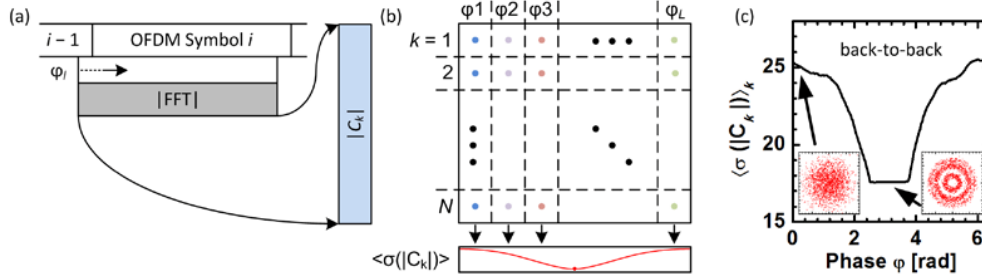 (a)
i − 1
OFDM Symbol i
φl
|FFT|
|Ck|
(b)
φ1
φ2
φ3
φL
k = 1
2
N
<σ(|Ck|)>
(c)
back-to-back
⟨σ (|Ck|)⟩k
25
20
15
0
2
4
6
Phase φ [rad]